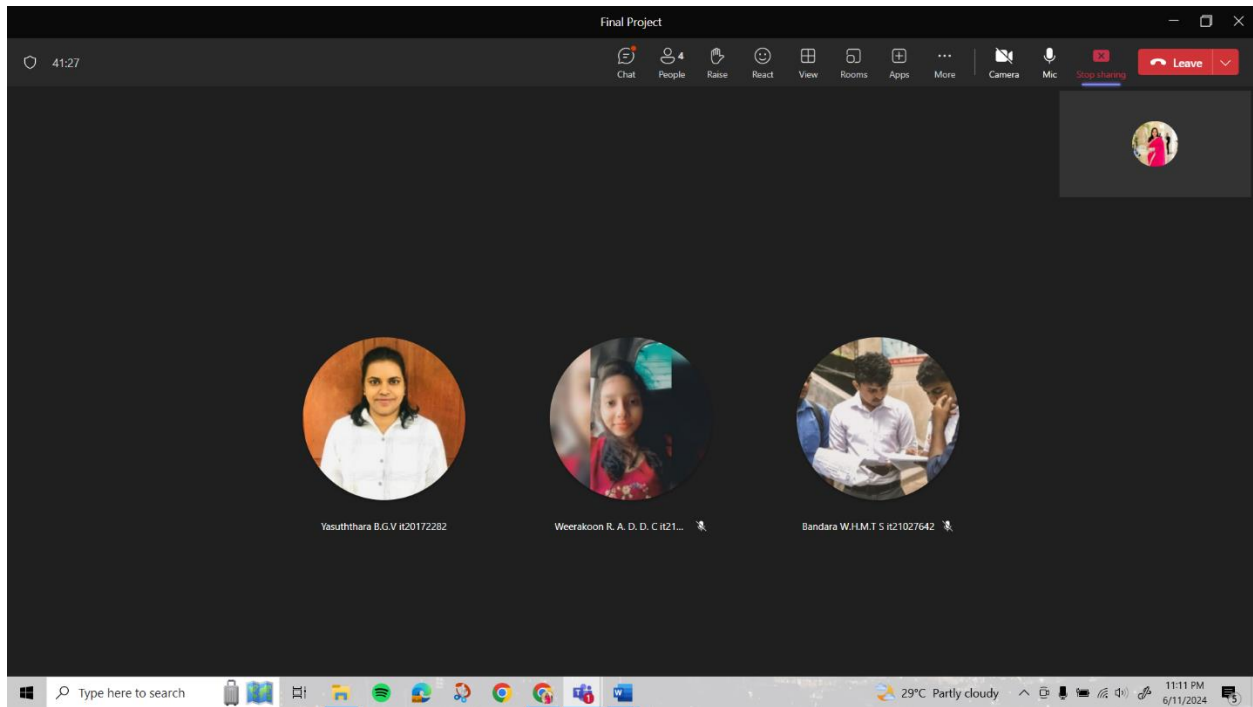 Final Project
41:27
Chat
4
People
Raise
React
View
Rooms
Apps
More
Camera
Mic
Stop sharing
Leave
Yasuththara B.G.V it20172282
Weerakoon R. A. D. D. C it21...
Bandara W.H.M.T S it21027642
Type here to search
29°C Partly cloudy
11:11 PM
6/11/2024
5